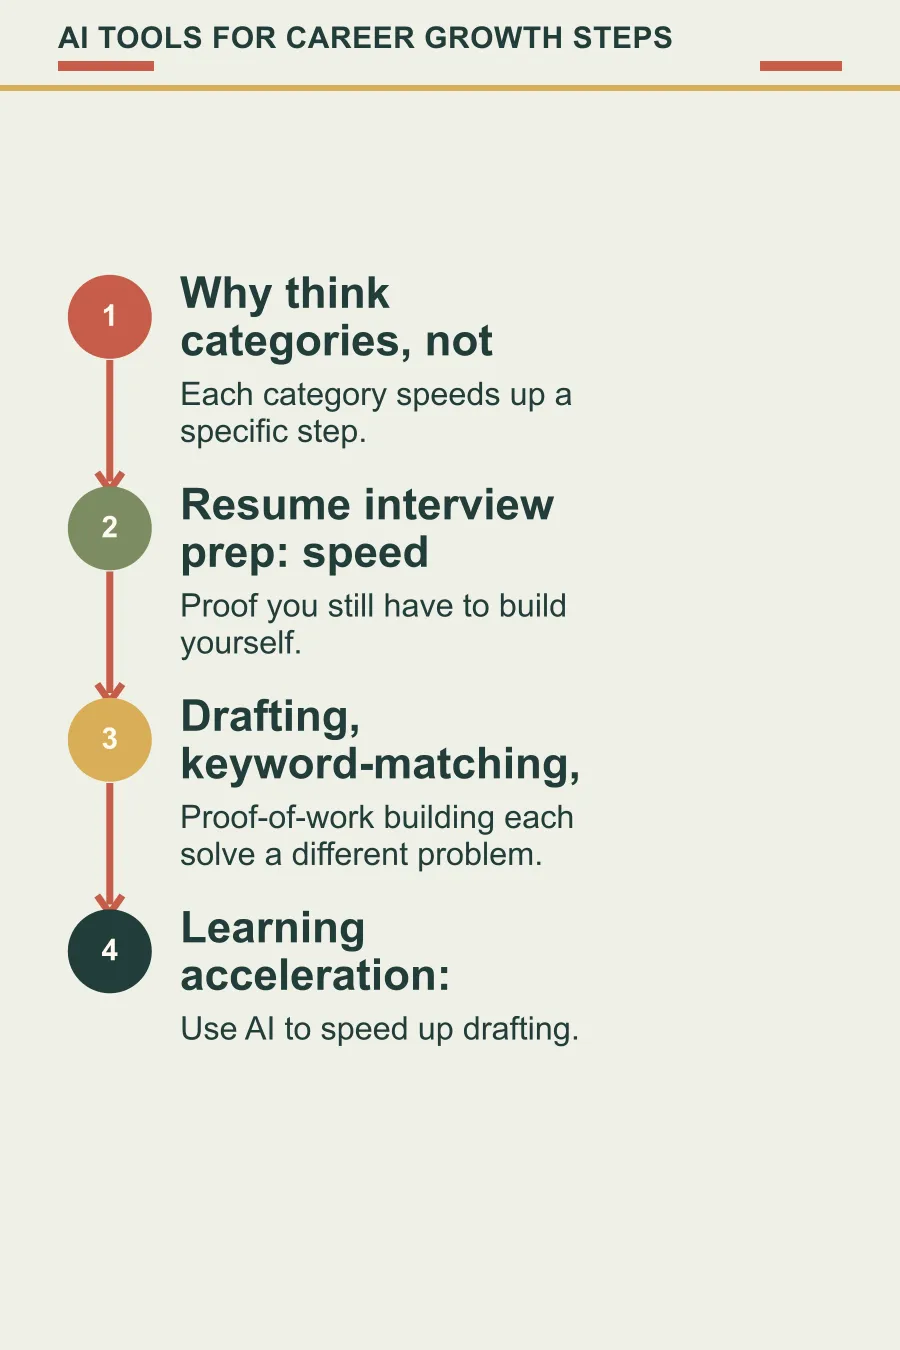 AI TOOLS FOR CAREER GROWTH STEPS
1
Why think
categories, not
Each category speeds up a
specific step.
2
Resume interview
prep: speed
Proof you still have to build
yourself.
3
Drafting,
keyword-matching,
Proof-of-work building each
solve a different problem.
4
Learning
acceleration:
Use AI to speed up drafting.